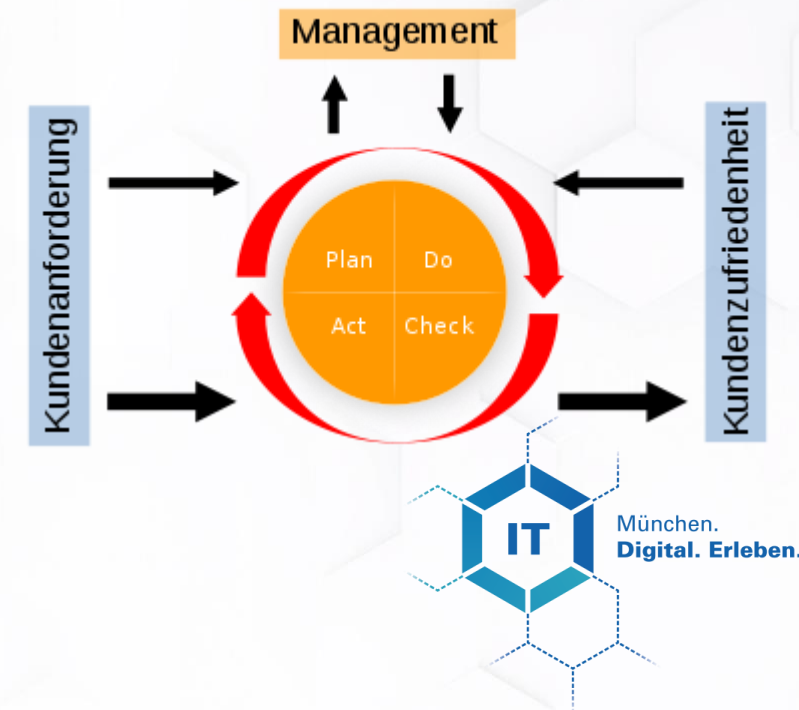 Management
Kundenanforderung
Kundenzufriedenheit
Plan
Do
Act
Check
IT
München.
Digital. Erleben.